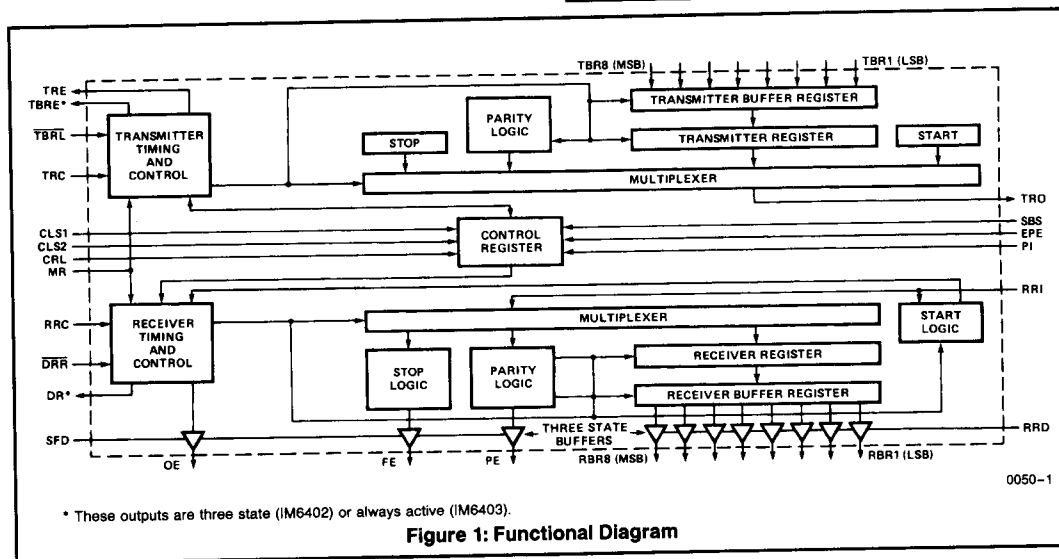 TBR8 (MSB)
TBR1 (LSB)
TRE
TBRE*
TBRL
TRC
TRANSMITTER
TIMING
AND
CONTROL
STOP
PARITY
LOGIC
TRANSMITTER BUFFER REGISTER
TRANSMITTER REGISTER
START
MULTIPLEXER
TRO
CLS1
CLS2
CRL
MR
CONTROL
REGISTER
SBS
EPE
PI
RRI
RRC
DRR
DR*
RECEIVER
TIMING
AND
CONTROL
MULTIPLEXER
START
LOGIC
STOP
LOGIC
PARITY
LOGIC
RECEIVER REGISTER
RECEIVER BUFFER REGISTER
SFD
THREE STATE
BUFFERS
RRD
OE
FE
PE
RBR8 (MSB)
RBR1 (LSB)
0050-1
* These outputs are three state (IM6402) or always active (IM6403).
Figure 1: Functional Diagram